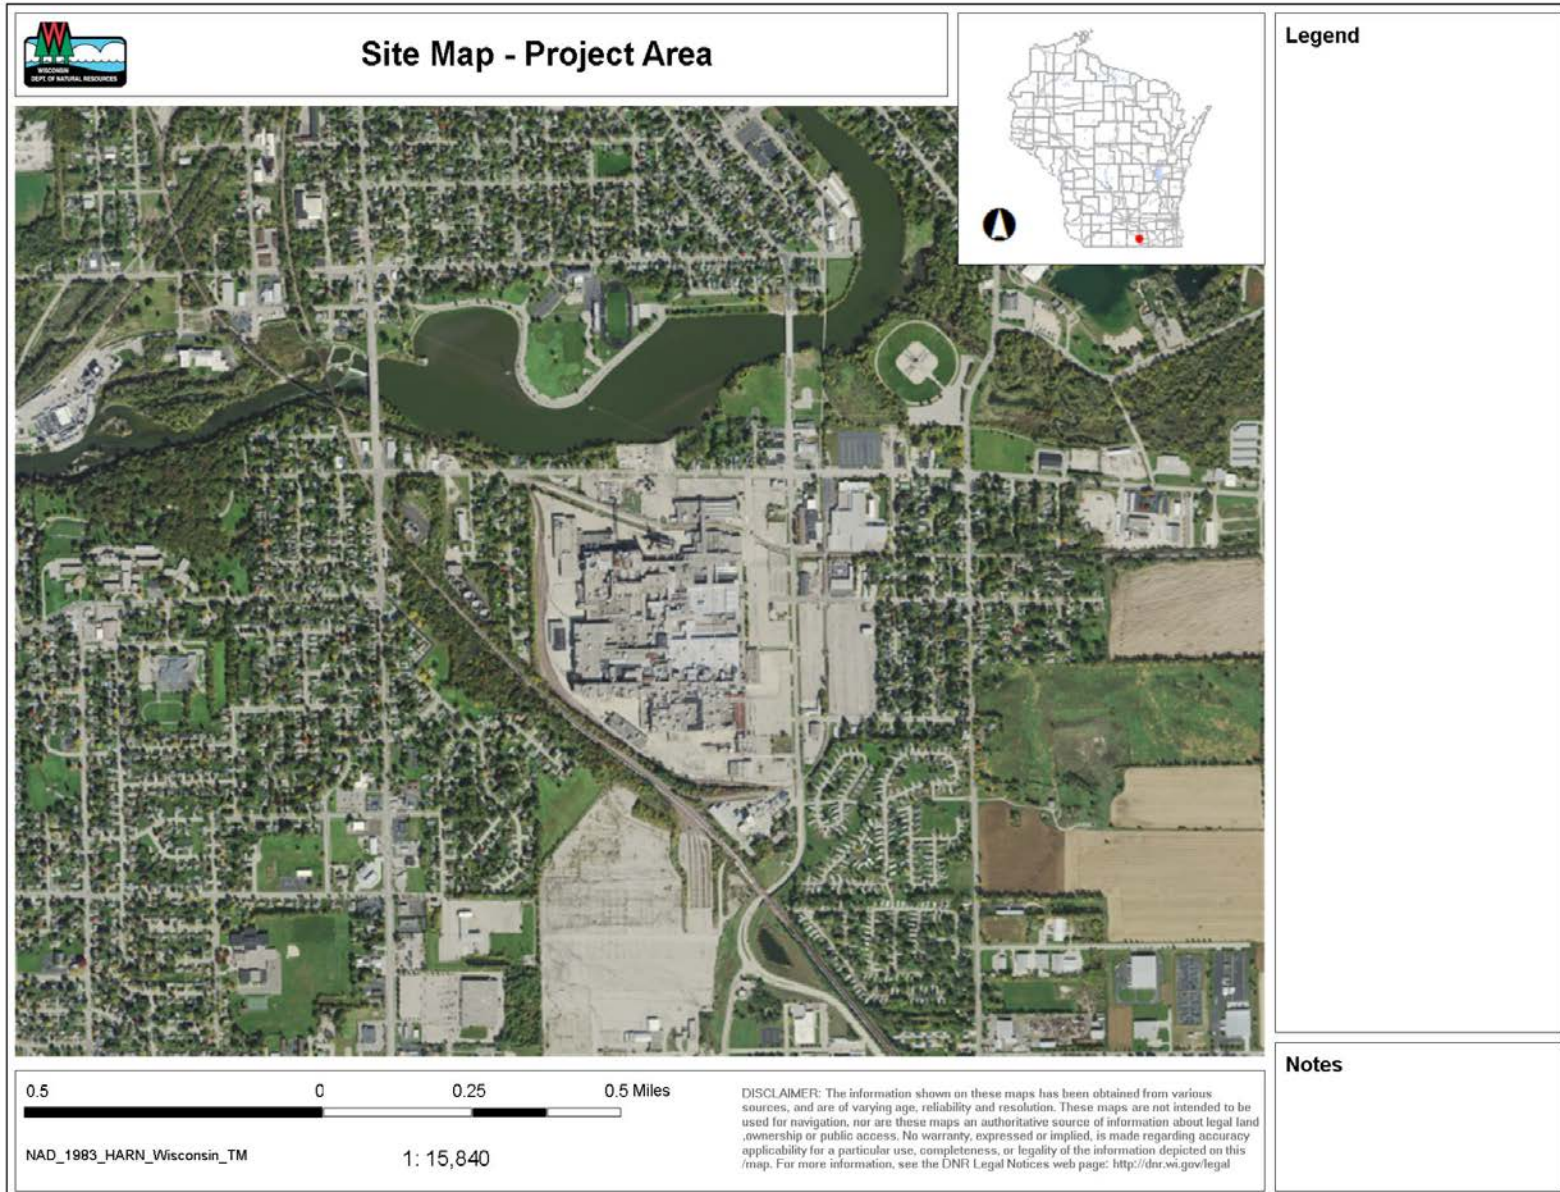 WISCONSIN
DEPT. OF NATURAL RESOURCES
Site Map - Project Area
Legend
Notes
0.5 0 0.25 0.5 Miles
NAD_1983_HARN_Wisconsin_TM
1: 15,840
DISCLAIMER: The information shown on these maps has been obtained from various
sources, and are of varying age, reliability and resolution. These maps are not intended to be
used for navigation, nor are these maps an authoritative source of information about legal land
,ownership or public access. No warranty, expressed or implied, is made regarding accuracy
applicability for a particular use, completeness, or legality of the information depicted on this
/map. For more information, see the DNR Legal Notices web page: http://dnr.wi.gov/legal